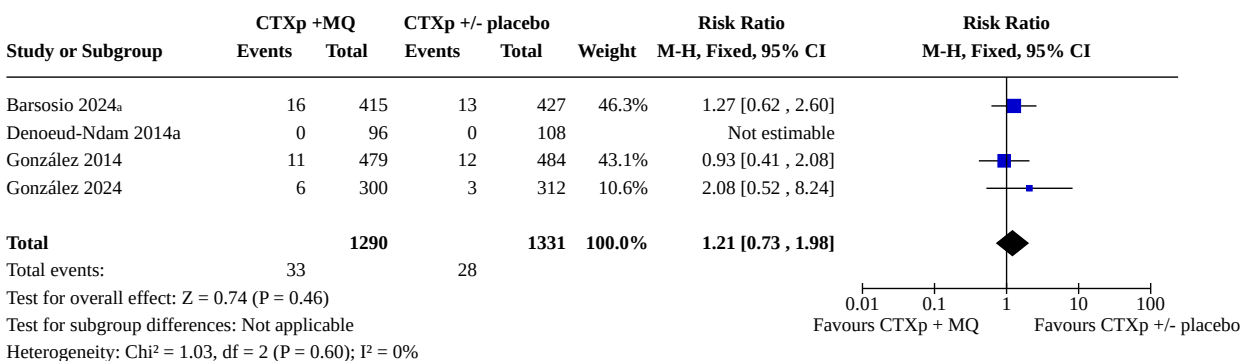 CTXp +MQ CTXp +/- placebo Risk Ratio Risk Ratio
Study or Subgroup Events Total Events Total Weight M-H, Fixed, 95% CI M-H, Fixed, 95% CI
Barsosio 2024a 16 415 13 427 46.3% 1.27 [0.62 , 2.60]
Denoeud-Ndam 2014a 0 96 0 108 Not estimable
González 2014 11 479 12 484 43.1% 0.93 [0.41 , 2.08]
González 2024 6 300 3 312 10.6% 2.08 [0.52 , 8.24]
Total 1290 1331 100.0% 1.21 [0.73 , 1.98]
Total events: 33 28
Test for overall effect: Z = 0.74 (P = 0.46)
0.01 0.1 1 10 100
Test for subgroup differences: Not applicable Favours CTXp + MQ Favours CTXp +/- placebo
Heterogeneity: Chi² = 1.03, df = 2 (P = 0.60); I² = 0%